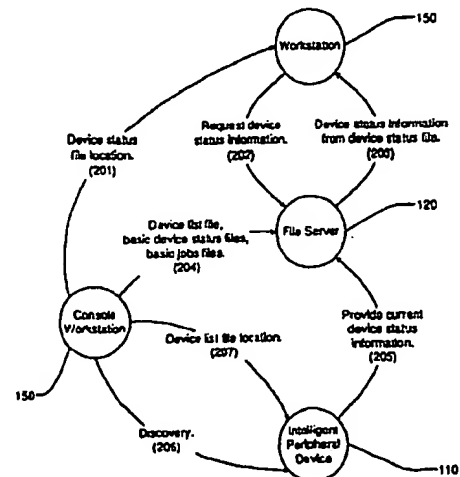 150
Workstation
Device status
file location.
(201)
Request device
status information.
(202)
Device status information
from device status file.
(203)
120
File Server
Device list file,
basic device status files,
basic jobs files.
(204)
Console
Workstation
Device list file location.
(207)
Provide current
device status
information.
(205)
150
Discovery.
(206)
Intelligent
Peripheral
Device
110